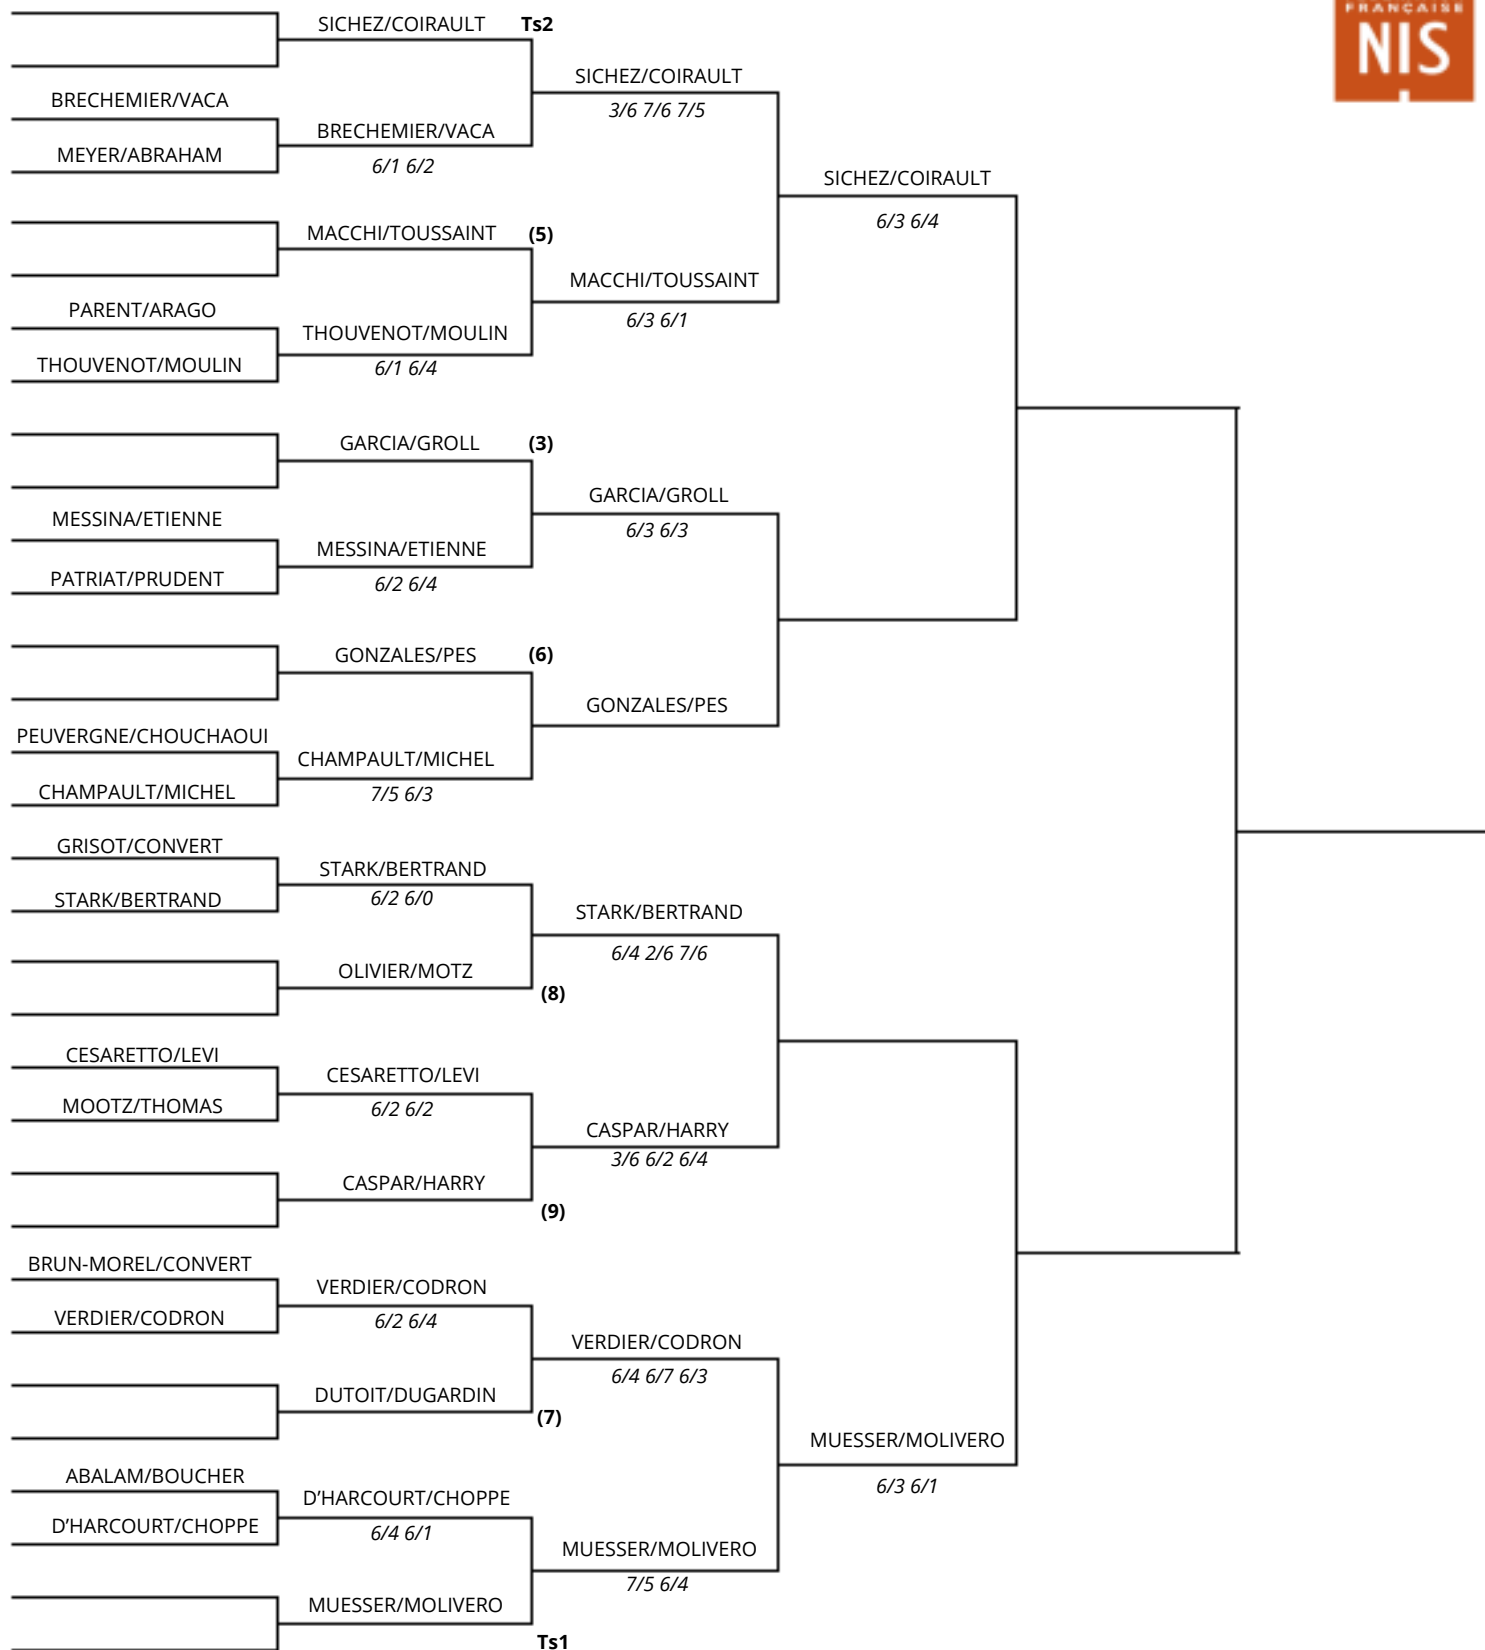 FRANÇAISE
NIS
SICHEZ/COIRAULT Ts2
SICHEZ/COIRAULT
3/6 7/6 7/5
BRECHEMIER/VACA
BRECHEMIER/VACA
MEYER/ABRAHAM
6/1 6/2
SICHEZ/COIRAULT
6/3 6/4
MACCHI/TOUSSAINT (5)
MACCHI/TOUSSAINT
6/3 6/1
PARENT/ARAGO
THOUVENOT/MOULIN
THOUVENOT/MOULIN
6/1 6/4
GARCIA/GROLL (3)
GARCIA/GROLL
6/3 6/3
MESSINA/ETIENNE
MESSINA/ETIENNE
PATRIAT/PRUDENT
6/2 6/4
GONZALES/PES (6)
GONZALES/PES
PEUVERGNE/CHOUCHAOUI
CHAMPAULT/MICHEL
CHAMPAULT/MICHEL
7/5 6/3
GRISOT/CONVERT
STARK/BERTRAND
STARK/BERTRAND
6/2 6/0
STARK/BERTRAND
6/4 2/6 7/6
OLIVIER/MOTZ
(8)
CESARETTO/LEVI
CESARETTO/LEVI
MOOTZ/THOMAS
6/2 6/2
CASPAR/HARRY
3/6 6/2 6/4
CASPAR/HARRY
(9)
BRUN-MOREL/CONVERT
VERDIER/CODRON
VERDIER/CODRON
6/2 6/4
VERDIER/CODRON
6/4 6/7 6/3
DUTOIT/DUGARDIN
(7)
MUESSER/MOLIVERO
6/3 6/1
ABALAM/BOUCHER
D'HARCOURT/CHOPPE
D'HARCOURT/CHOPPE
6/4 6/1
MUESSER/MOLIVERO
7/5 6/4
MUESSER/MOLIVERO
Ts1